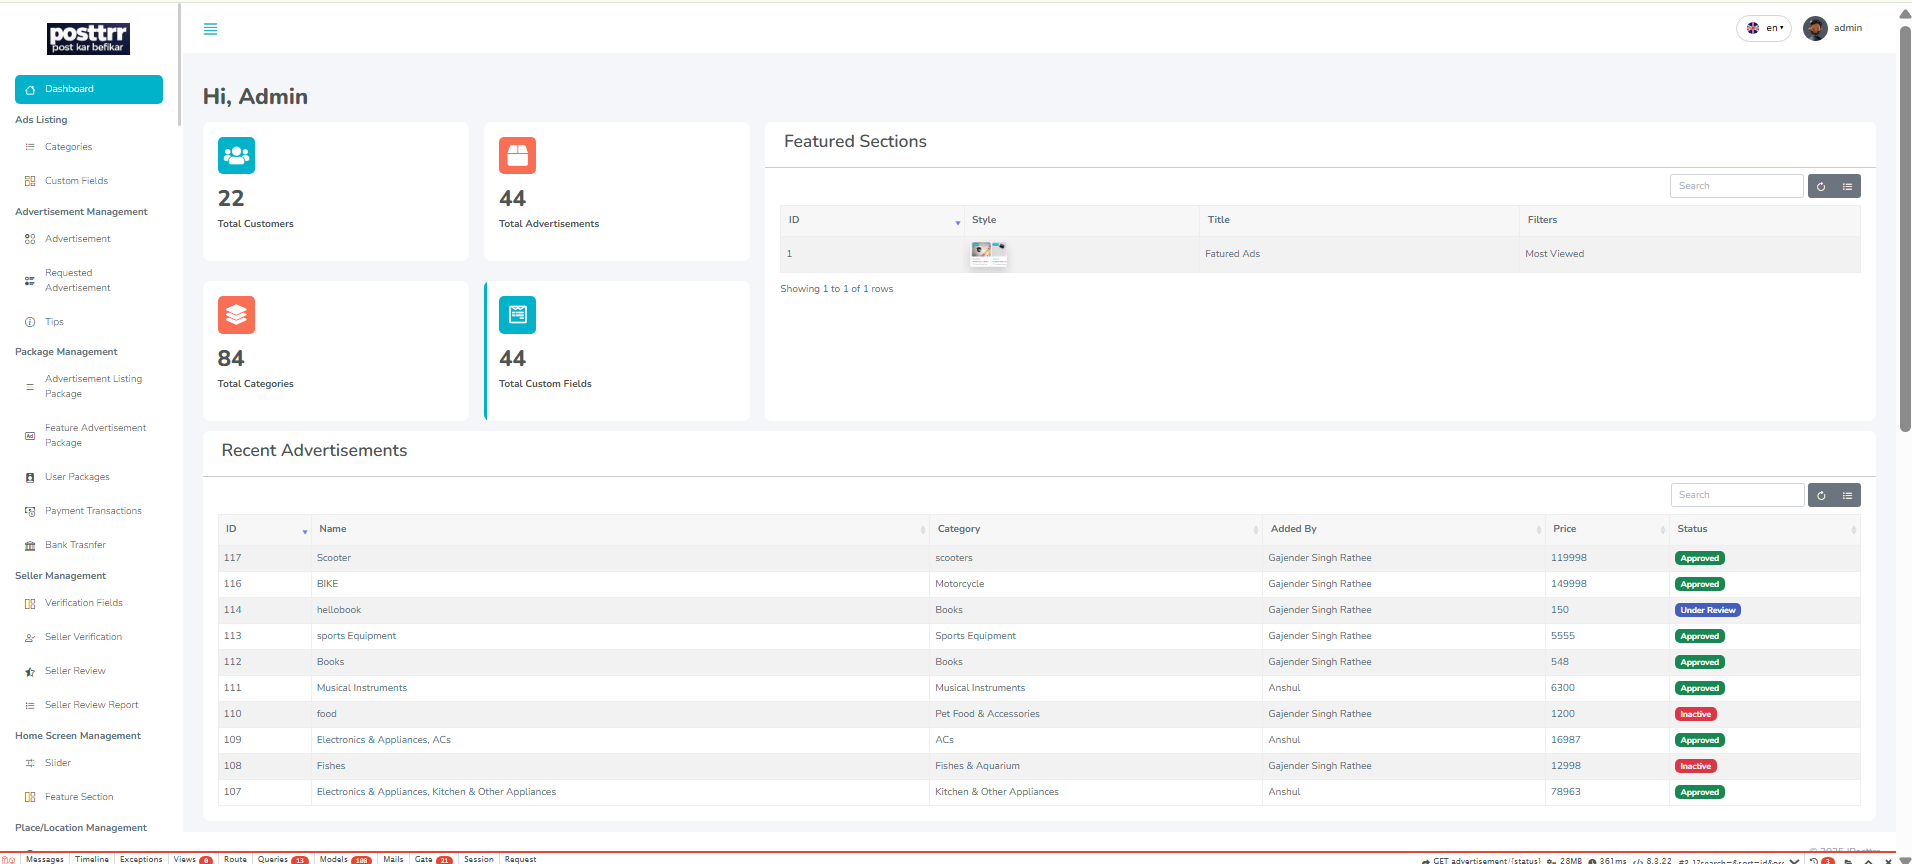 posttrr
post kar befikar
en
admin
Dashboard
Ads Listing
Categories
Custom Fields
Advertisement Management
Advertisement
Requested
Advertisement
Tips
Package Management
Advertisement Listing
Package
Ad
Feature Advertisement
Package
User Packages
Payment Transactions
Bank Trasnfer
Seller Management
Verification Fields
Seller Verification
Seller Review
Seller Review Report
Home Screen Management
Slider
Feature Section
Place/Location Management
Hi, Admin
22
Total Customers
44
Total Advertisements
84
Total Categories
44
Total Custom Fields
Featured Sections
Search
ID Style Title Filters
1 Fatured Ads Most Viewed
Showing 1 to 1 of 1 rows
Recent Advertisements
Search
ID Name Category Added By Price Status
117 Scooter scooters Gajender Singh Rathee 119998 Approved
116 BIKE Motorcycle Gajender Singh Rathee 149998 Approved
114 hellobook Books Gajender Singh Rathee 150 Under Review
113 sports Equipment Sports Equipment Gajender Singh Rathee 5555 Approved
112 Books Books Gajender Singh Rathee 548 Approved
111 Musical Instruments Musical Instruments Anshul 6300 Approved
110 food Pet Food & Accessories Gajender Singh Rathee 1200 Inactive
109 Electronics & Appliances, ACs ACs Anshul 16987 Approved
108 Fishes Fishes & Aquarium Gajender Singh Rathee 12998 Inactive
107 Electronics & Appliances, Kitchen & Other Appliances Kitchen & Other Appliances Anshul 78963 Approved
Messages Timeline Exceptions Views 0 Route Queries 13 Models 108 Mails Gate 21 Session Request GET advertisement/{status} 28MB 361ms 8.3.22 3